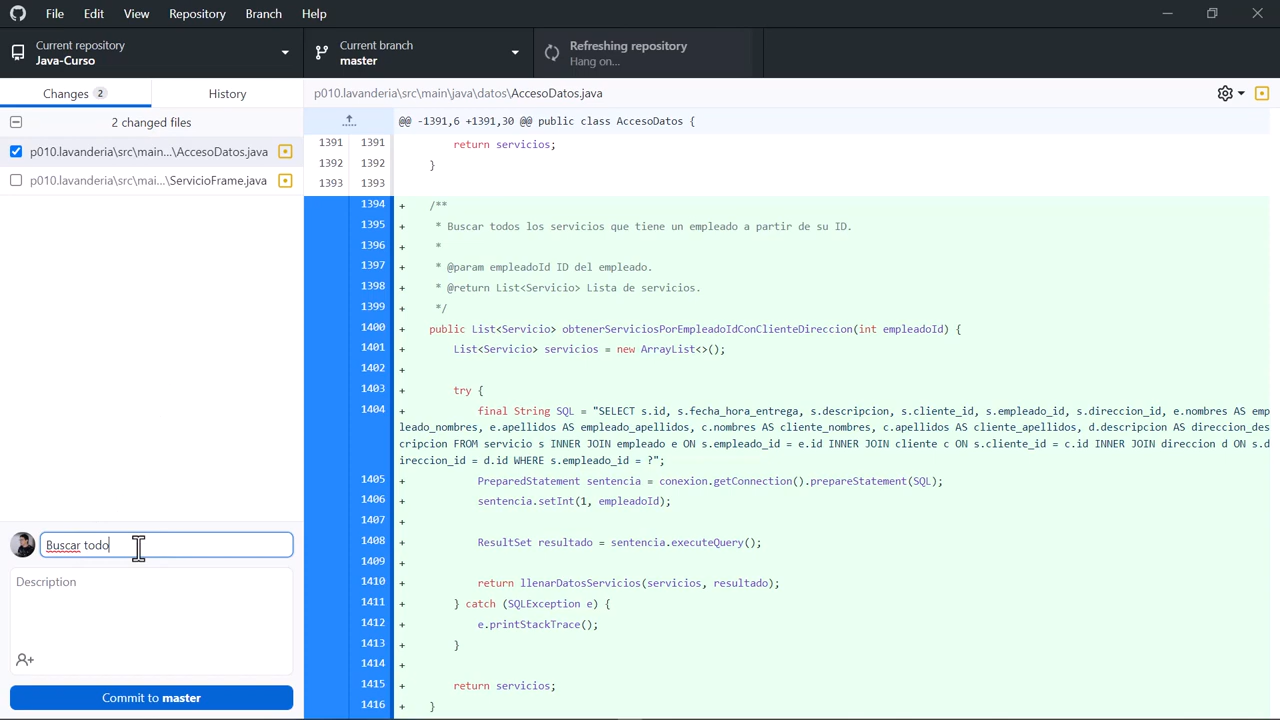 File Edit View Repository Branch Help
Current repository
Java-Curso
Current branch
master
Refreshing repository
Hang on...
Changes 2
History
p010.lavanderia\src\main\java\datos\AccesoDatos.java
2 changed files
p010.lavanderia\src\main...\AccesoDatos.java
p010.lavanderia\src\mai...\ServicioFrame.java
Buscar todo
Description
Commit to master
@@ -1391,6 +1391,30 @@ public class AccesoDatos {
1391 1391 return servicios;
1392 1392 }
1393 1393
1394 + /**
1395 + * Buscar todos los servicios que tiene un empleado a partir de su ID.
1396 + *
1397 + * @param empleadoId ID del empleado.
1398 + * @return List<Servicio> Lista de servicios.
1399 + */
1400 + public List<Servicio> obtenerServiciosPorEmpleadoIdConClienteDireccion(int empleadoId) {
1401 + List<Servicio> servicios = new ArrayList<>();
1402 +
1403 + try {
1404 + final String SQL = "SELECT s.id, s.fecha_hora_entrega, s.descripcion, s.cliente_id, s.empleado_id, s.direccion_id, e.nombres AS emp
leado_nombres, e.apellidos AS empleado_apellidos, c.nombres AS cliente_nombres, c.apellidos AS cliente_apellidos, d.descripcion AS direccion_des
cripcion FROM servicio s INNER JOIN empleado e ON s.empleado_id = e.id INNER JOIN cliente c ON s.cliente_id = c.id INNER JOIN direccion d ON s.d
ireccion_id = d.id WHERE s.empleado_id = ?";
1405 + PreparedStatement sentencia = conexion.getConnection().prepareStatement(SQL);
1406 + sentencia.setInt(1, empleadoId);
1407 +
1408 + ResultSet resultado = sentencia.executeQuery();
1409 +
1410 + return llenarDatosServicios(servicios, resultado);
1411 + } catch (SQLException e) {
1412 + e.printStackTrace();
1413 + }
1414 +
1415 + return servicios;
1416 + }